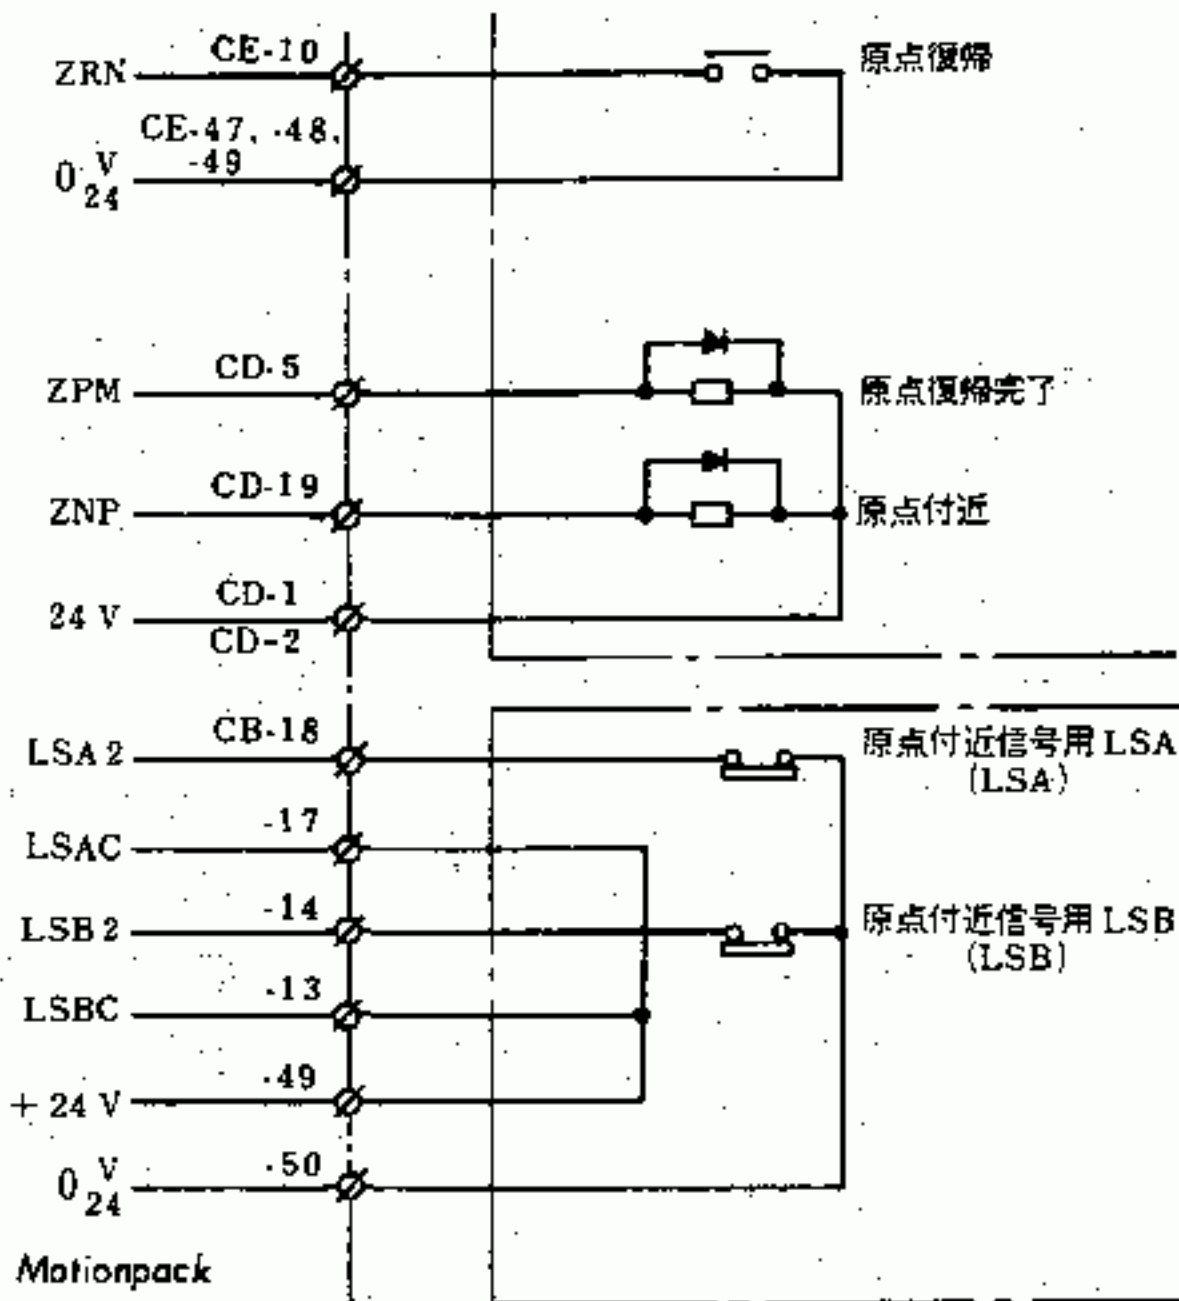 ZRN CE-10 原点復帰
CE-47, -48,
0 V -49
24
ZPM CD-5 原点復帰完了
ZNP CD-19 原点付近
24 V CD-1
CD-2
LSA 2 CB-18 原点付近信号用 LSA
(LSA)
LSAC -17
LSB 2 -14 原点付近信号用 LSB
(LSB)
LSBC -13
+ 24 V -49
0 V -50
24
Motionpack